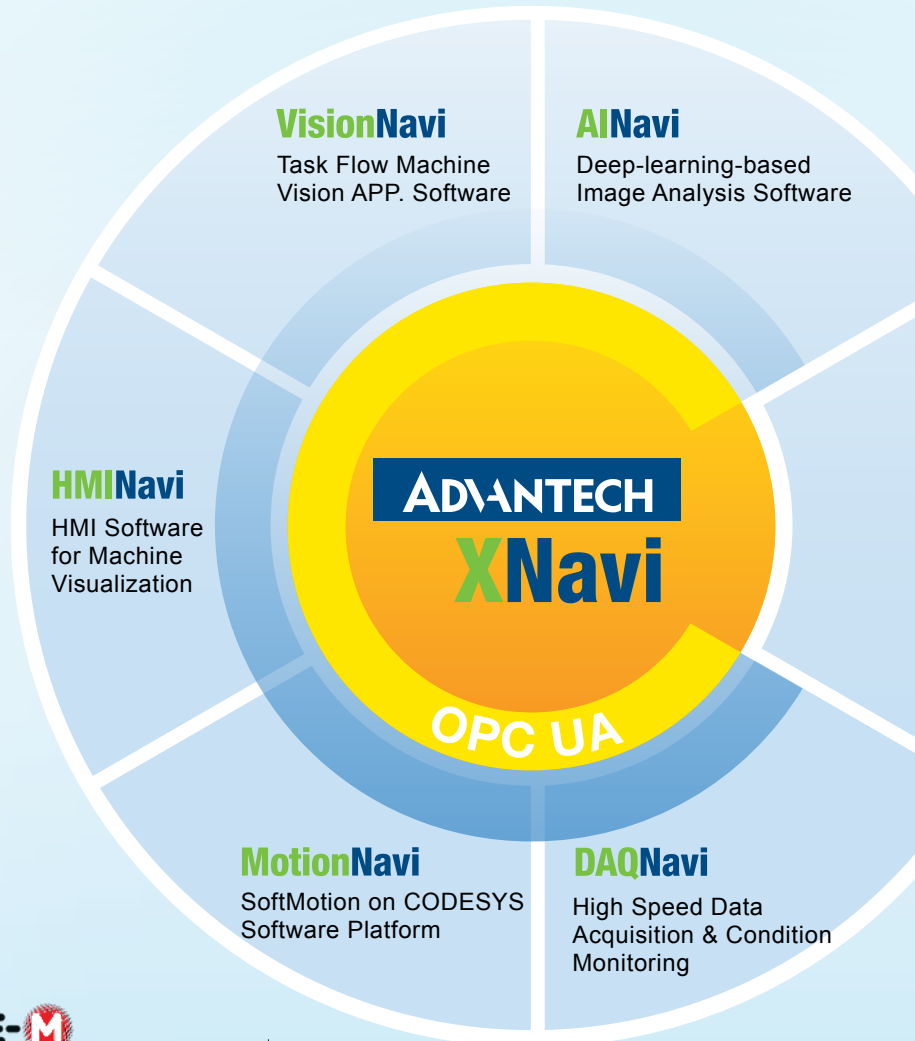 VisionNavi
Task Flow Machine
Vision APP. Software
AINavi
Deep-learning-based
Image Analysis Software
HMINavi
HMI Software
for Machine
Visualization
ADVANTECH
XNavi
OPC UA
MotionNavi
SoftMotion on CODESYS
Software Platform
DAQNavi
High Speed Data
Acquisition & Condition
Monitoring